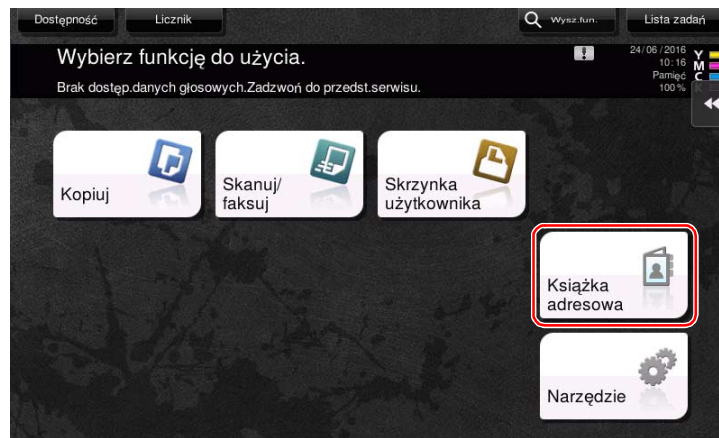 Dostępność
Licznik
Wysz.fun.
Lista zadań
Wybierz funkcję do użycia.
Brak dostęp.danych głosowych.Zadzwoń do przedst.serwisu.
24/06/2016
10:16
Pamięć
100 %
Y
M
C
K
Kopiuj
Skanuj/
faksuj
Skrzynka
użytkownika
Książka
adresowa
Narzędzie